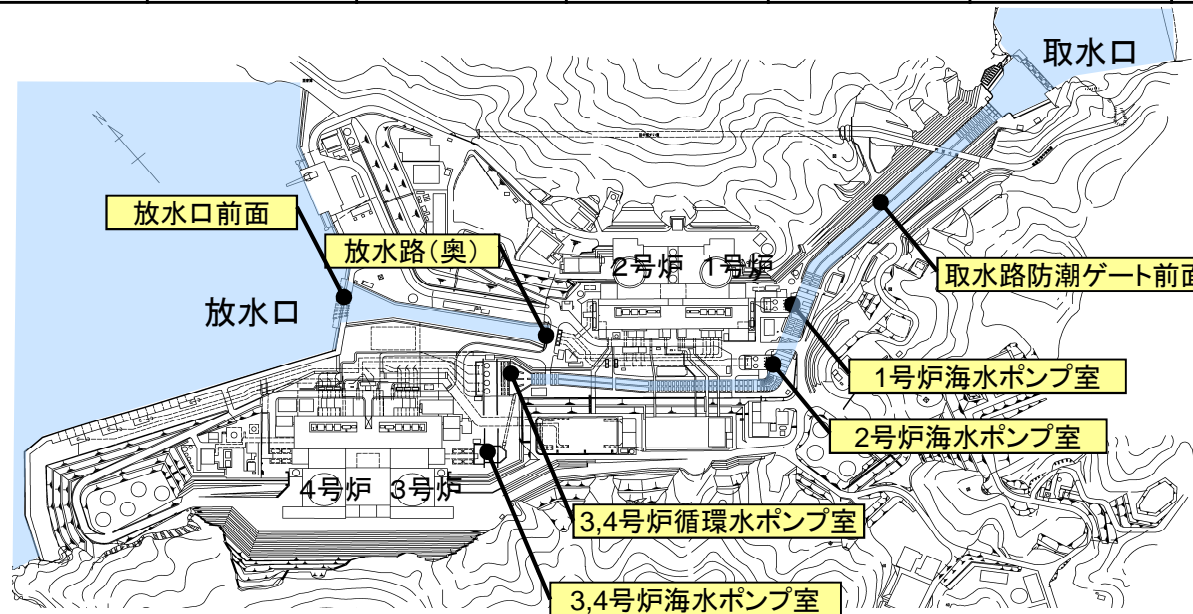 取水口
放水口前面
放水路(奥)
2号炉
1号炉
取水路防潮ゲート前面
放水口
1号炉海水ポンプ室
2号炉海水ポンプ室
4号炉
3号炉
3,4号炉循環水ポンプ室
3,4号炉海水ポンプ室